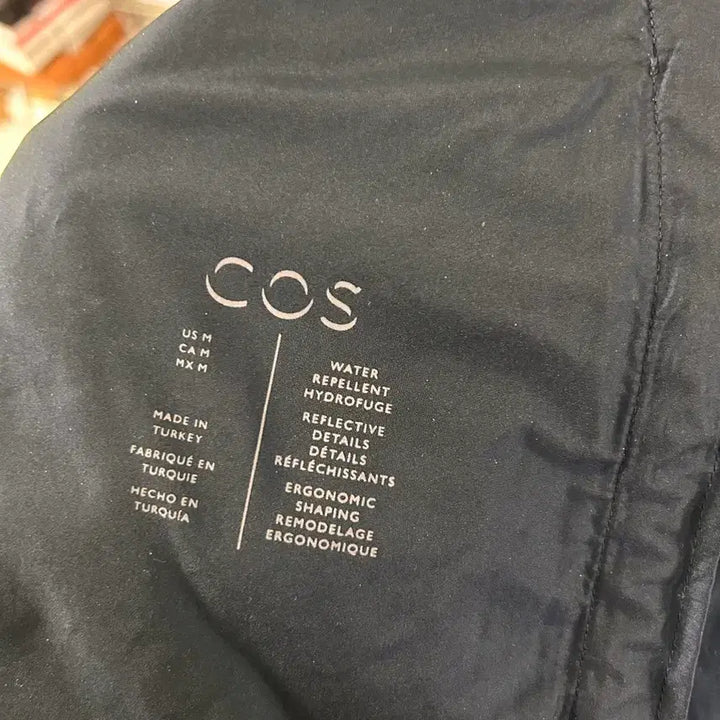 COS
US M
CA M
MX M
MADE IN
TURKEY
FABRIQUÉ EN
TURQUIE
HECHO EN
TURQUÍA
WATER
REPELLENT
HYDROFUGE
REFLECTIVE
DETAILS
DÉTAILS
RÉFLÉCHISSANTS
ERGONOMIC
SHAPING
REMODELAGE
ERGONOMIQUE